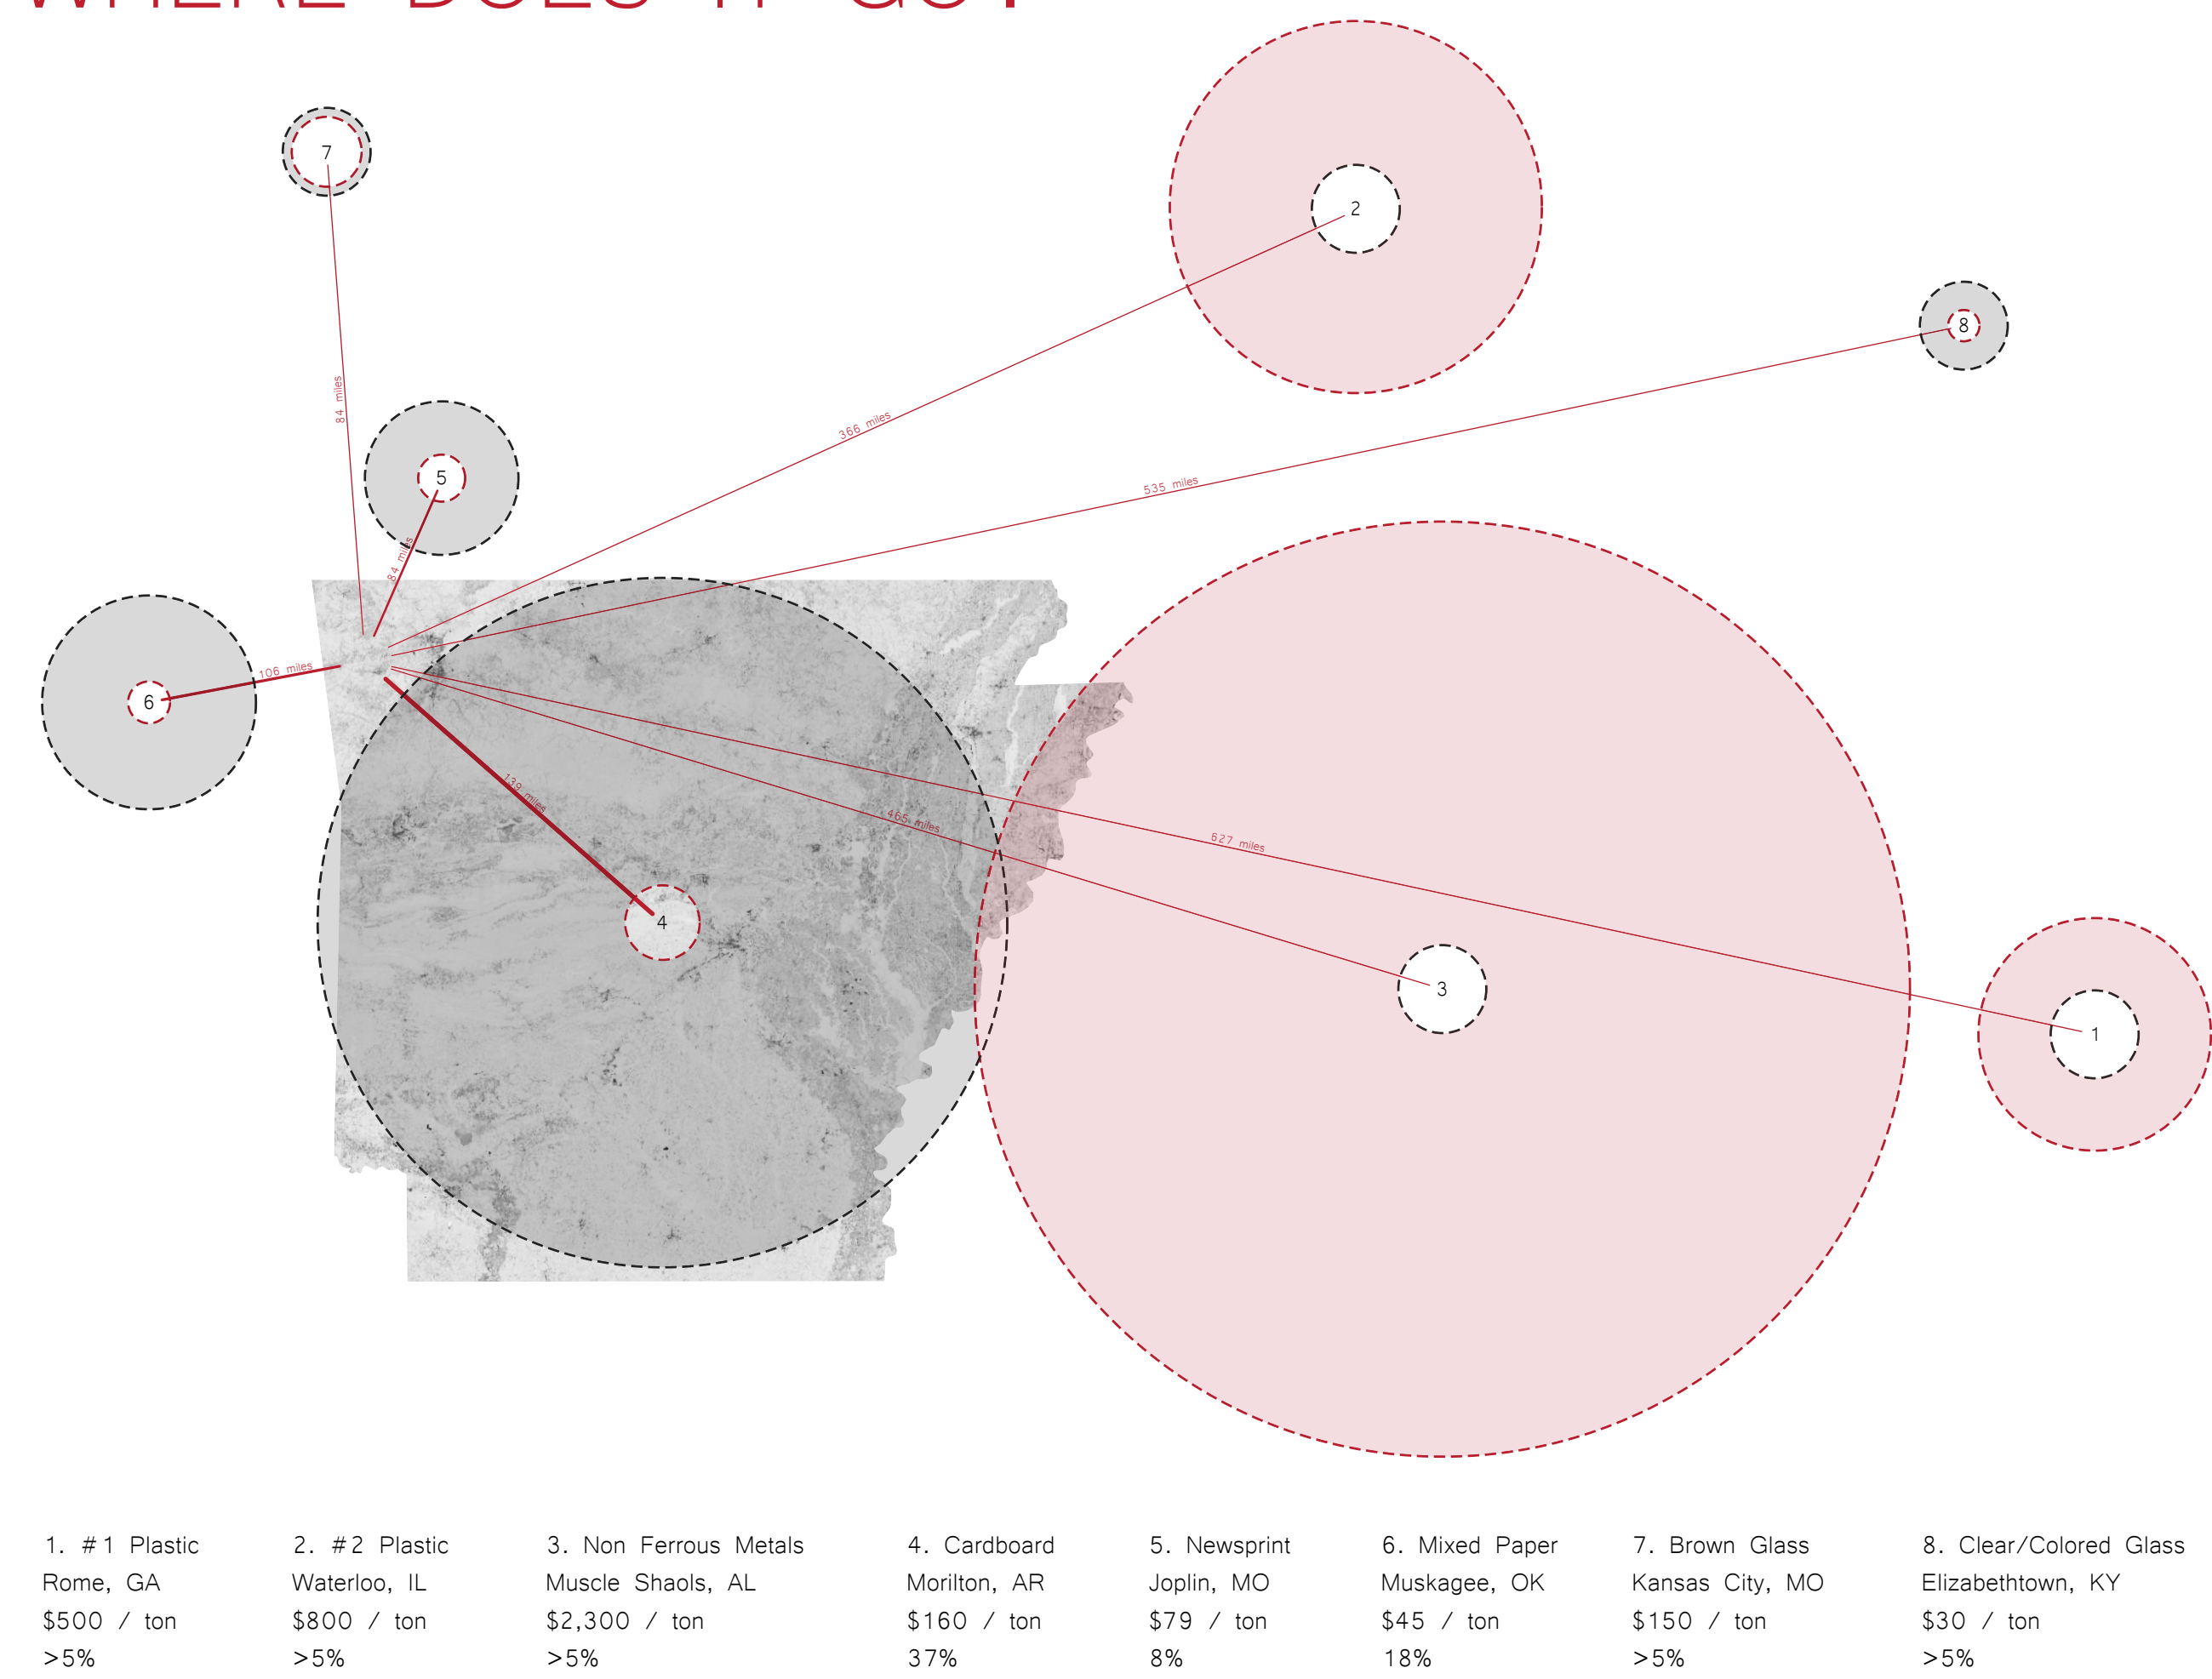 WHERE DOES IT GO?
7
2
8
84 miles
366 miles
5
535 miles
84 miles
106 miles
6
139 miles
465 miles
627 miles
4
3
1
1. #1 Plastic
Rome, GA
$500 / ton
>5%
2. #2 Plastic
Waterloo, IL
$800 / ton
>5%
3. Non Ferrous Metals
Muscle Shaols, AL
$2,300 / ton
>5%
4. Cardboard
Morilton, AR
$160 / ton
37%
5. Newsprint
Joplin, MO
$79 / ton
8%
6. Mixed Paper
Muskagee, OK
$45 / ton
18%
7. Brown Glass
Kansas City, MO
$150 / ton
>5%
8. Clear/Colored Glass
Elizabethtown, KY
$30 / ton
>5%